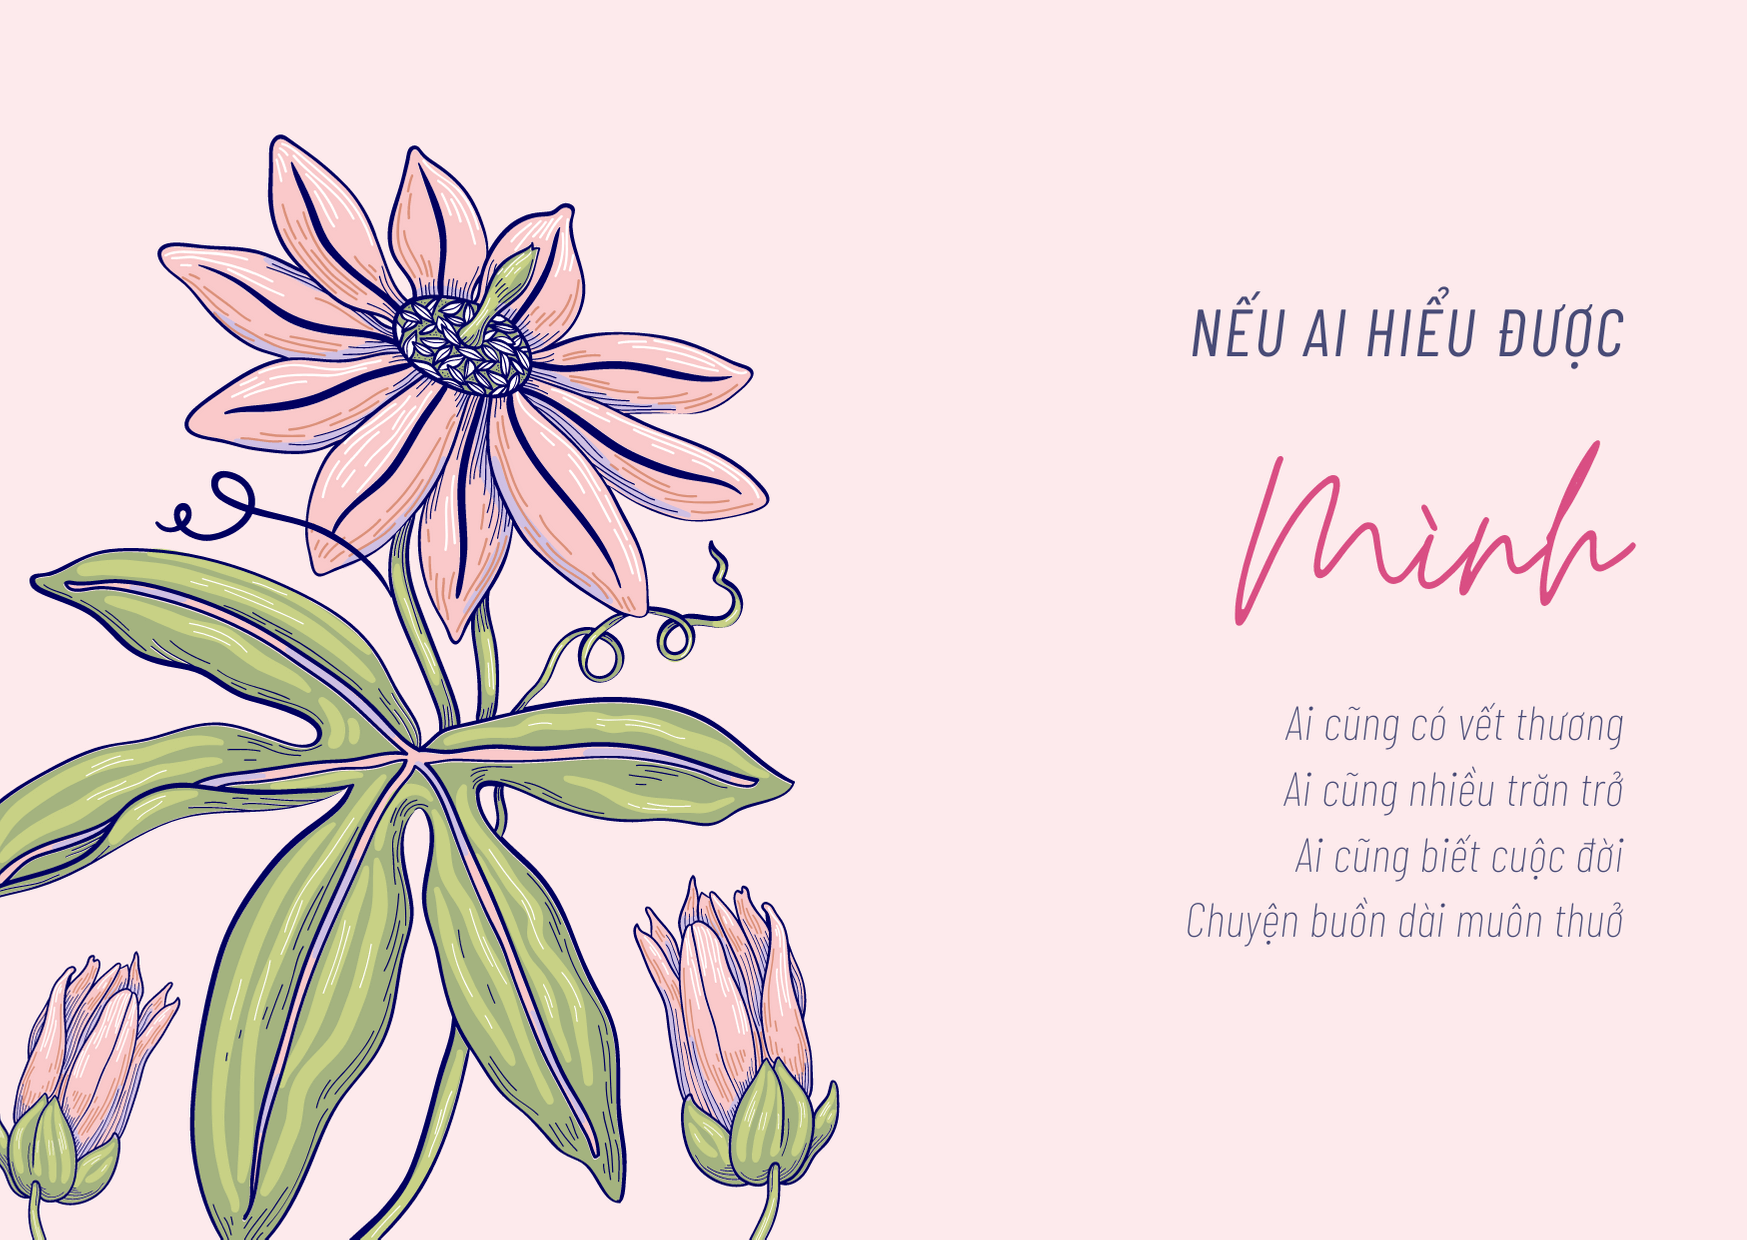 NẾU AI HIỂU ĐƯỢC
Mình
Ai cũng có vết thương
Ai cũng nhiều trăn trở
Ai cũng biết cuộc đời
Chuyện buồn dài muôn thuở